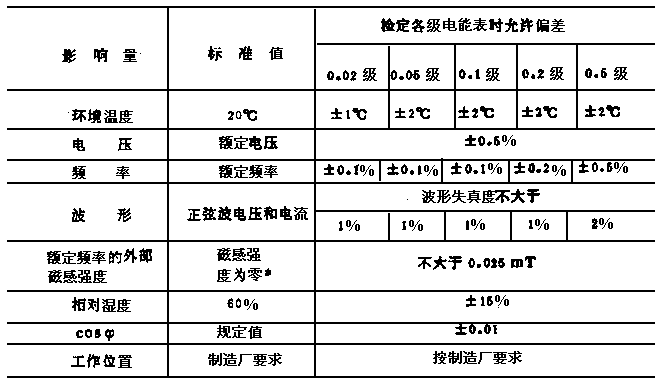 影 响 量 标 准 值 检定各级电能表时允许偏差
0.02 级 0.05 级 0.1 级 0.2 级 0.5 级
环境温度 20℃ ±1℃ ±2℃ ±2℃ ±2℃ ±2℃
电 压 额定电压 ±0.5%
频 率 额定频率 ±0.1% ±0.1% ±0.1% ±0.2% ±0.5%
波 形 正弦波电压和电流 波形失真度不大于
1% 1% 1% 1% 2%
额定频率的外部 磁感强 不大于 0.025 mT
磁感强度 度为零*
相对湿度 60% ±15%
cosφ 规定值 ±0.01
工作位置 制造厂要求 按制造厂要求